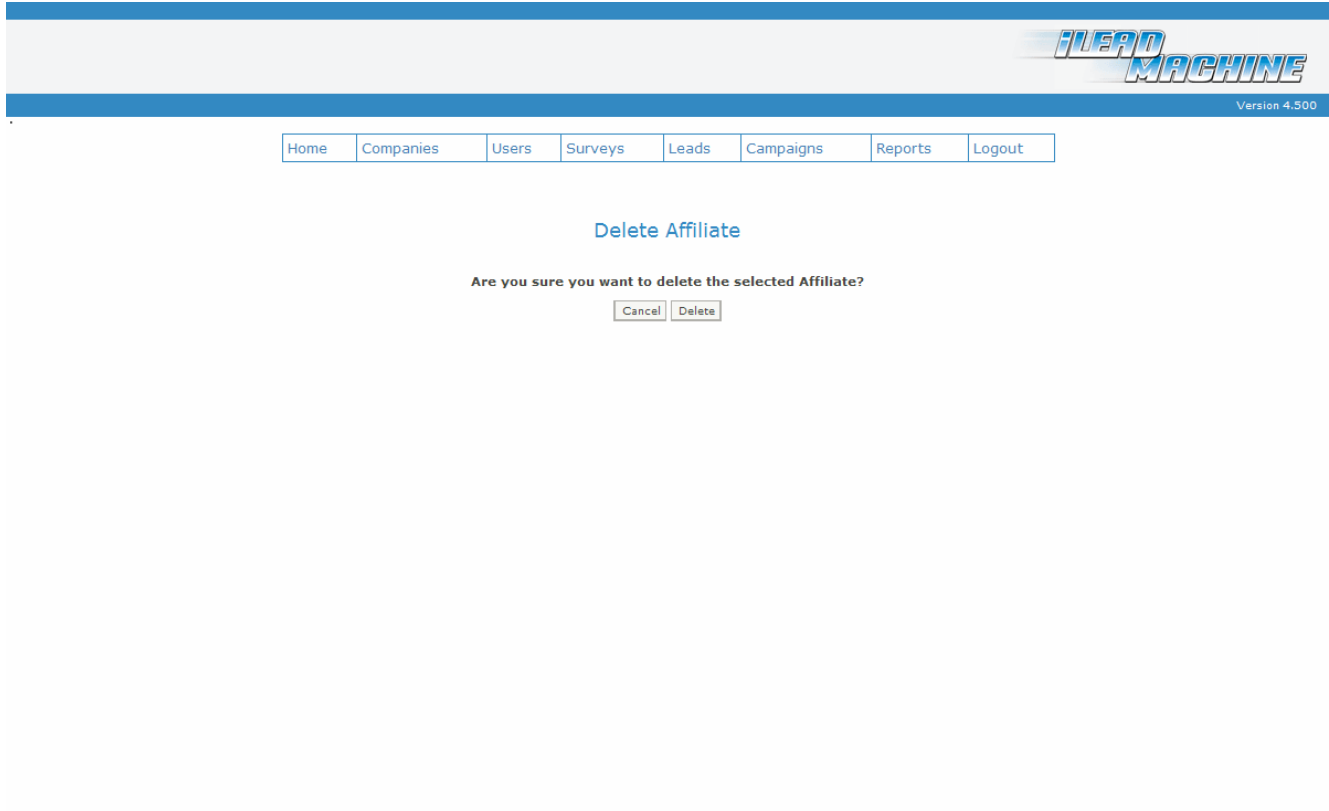 iLEAD
MACHINE
Version 4.500
Home Companies Users Surveys Leads Campaigns Reports Logout
Delete Affiliate
Are you sure you want to delete the selected Affiliate?
Cancel Delete